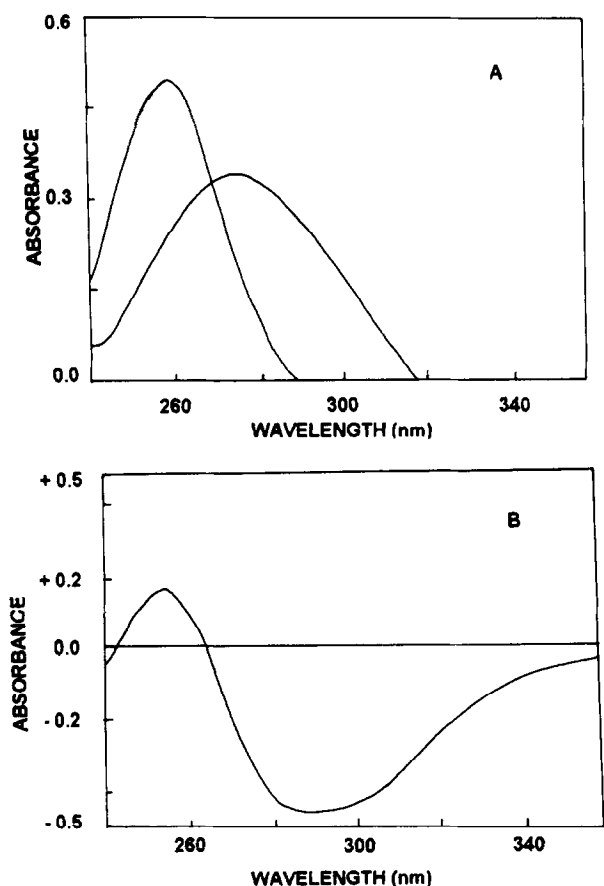 0.6
A
ABSORBANCE
0.3
0.0
260
300
340
WAVELENGTH (nm)
+ 0.5
B
+ 0.2
ABSORBANCE
0.0
- 0.2
- 0.5
260
300
340
WAVELENGTH (nm)